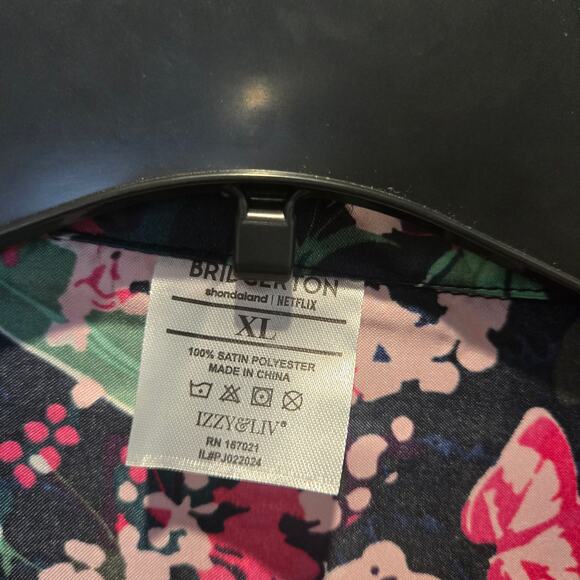 BRIDGERTON
shondaland | NETFLIX
XL
100% SATIN POLYESTER
MADE IN CHINA
IZZY&LIV®
RN 167021
IL#PJ022024